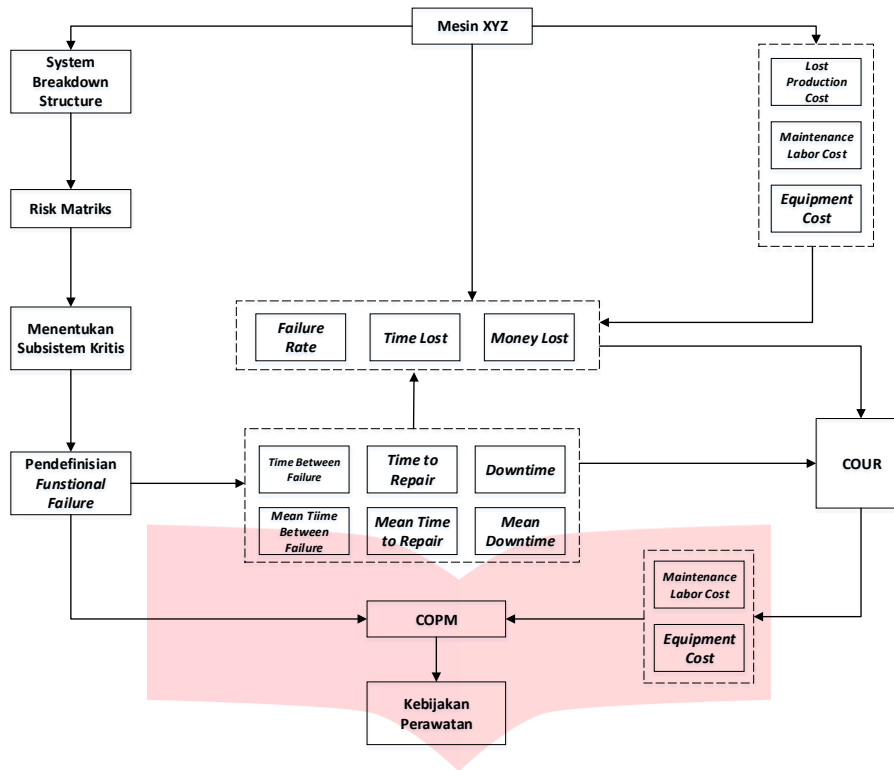 Mesin XYZ
System
Breakdown
Structure
Lost
Production
Cost
Maintenance
Labor Cost
Equipment
Cost
Risk Matriks
Menentukan
Subsistem Kritis
Failure
Rate
Time Lost
Money Lost
Pendefinisian
Funstional
Failure
Time Between
Failure
Time to
Repair
Downtime
COUR
Mean Tiime
Between
Failure
Mean Time
to Repair
Mean
Downtime
Maintenance
Labor Cost
COPM
Equipment
Cost
Kebijakan
Perawatan